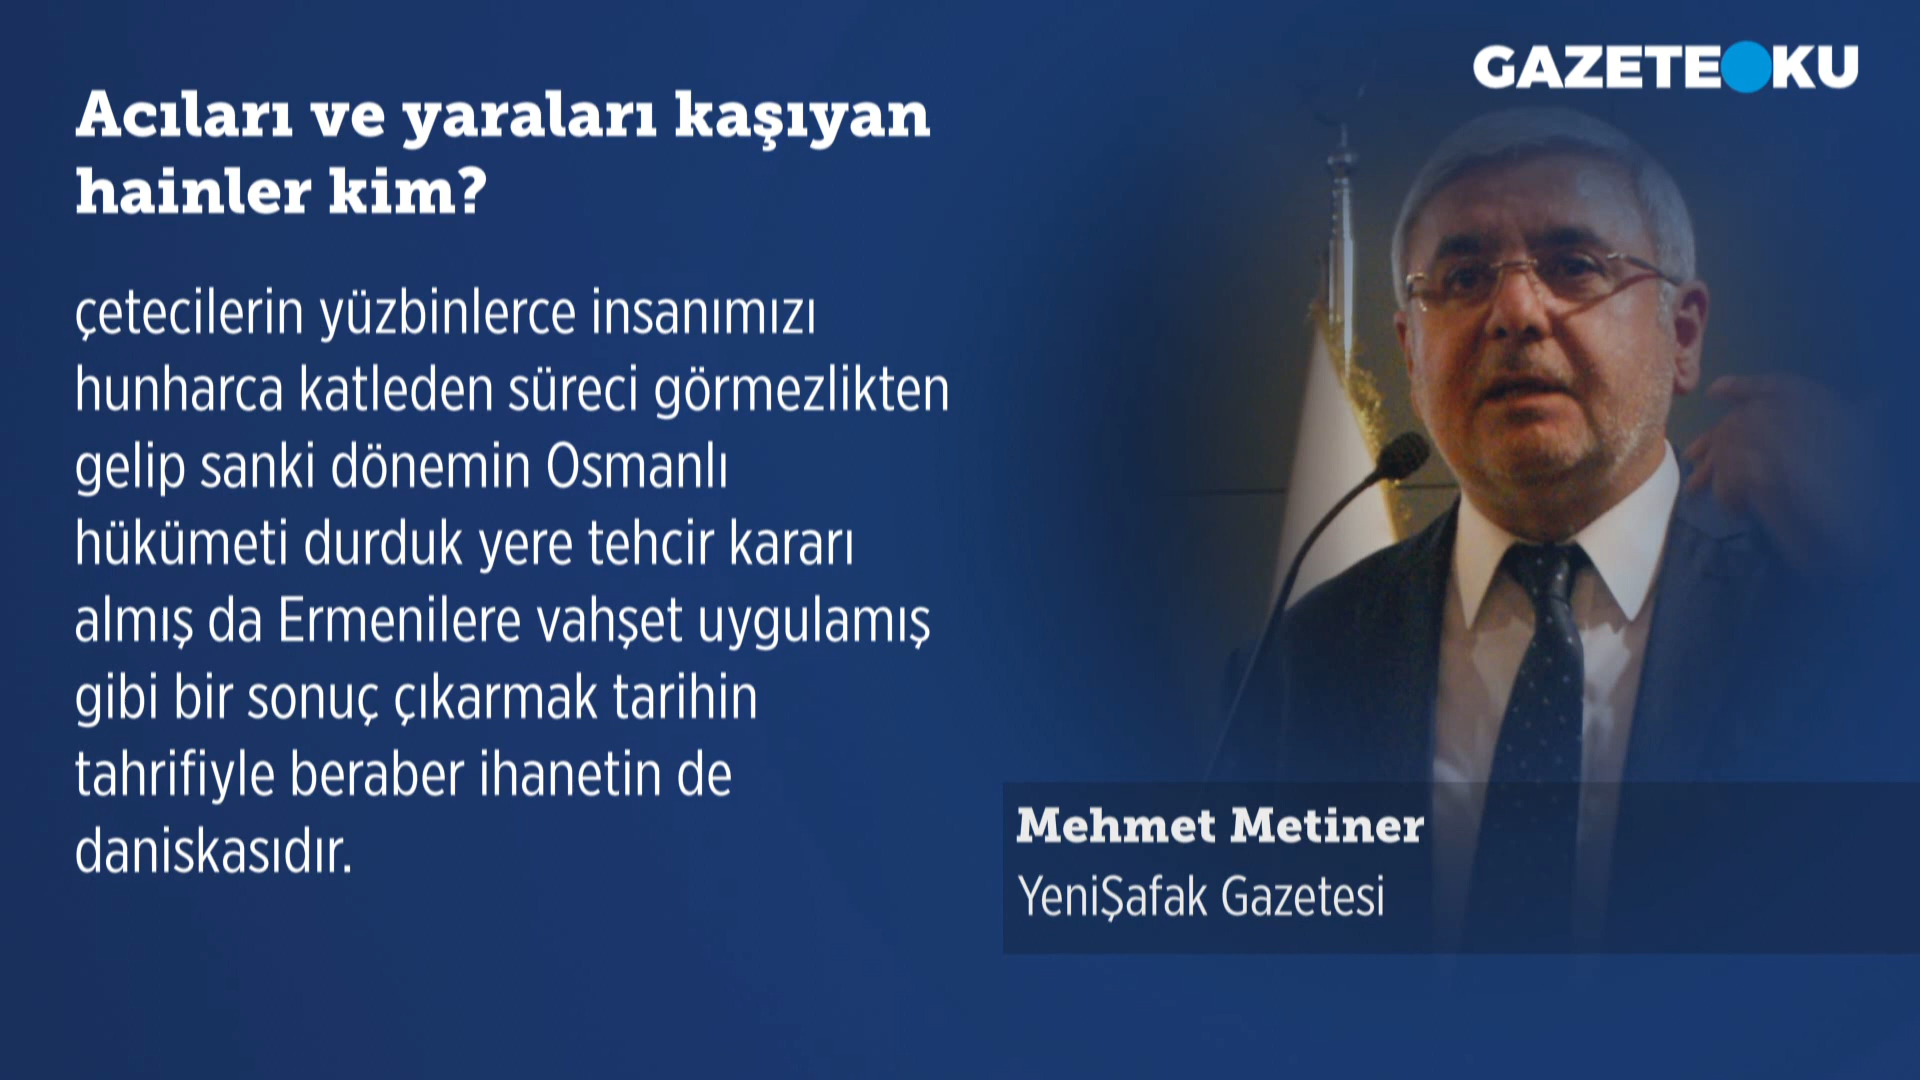 GAZETEOKU
Acıları ve yaraları kaşıyan
hainler kim?
çetecilerin yüzbinlerce insanımızı
hunharca katleden süreci görmezlikten
gelip sanki dönemin Osmanlı
hükümeti durduk yere tehcir kararı
almış da Ermenilere vahşet uygulamış
gibi bir sonuç çıkarmak tarihin
tahrifiyle beraber ihanetin de
daniskasıdır.
Mehmet Metiner
YeniŞafak Gazetesi